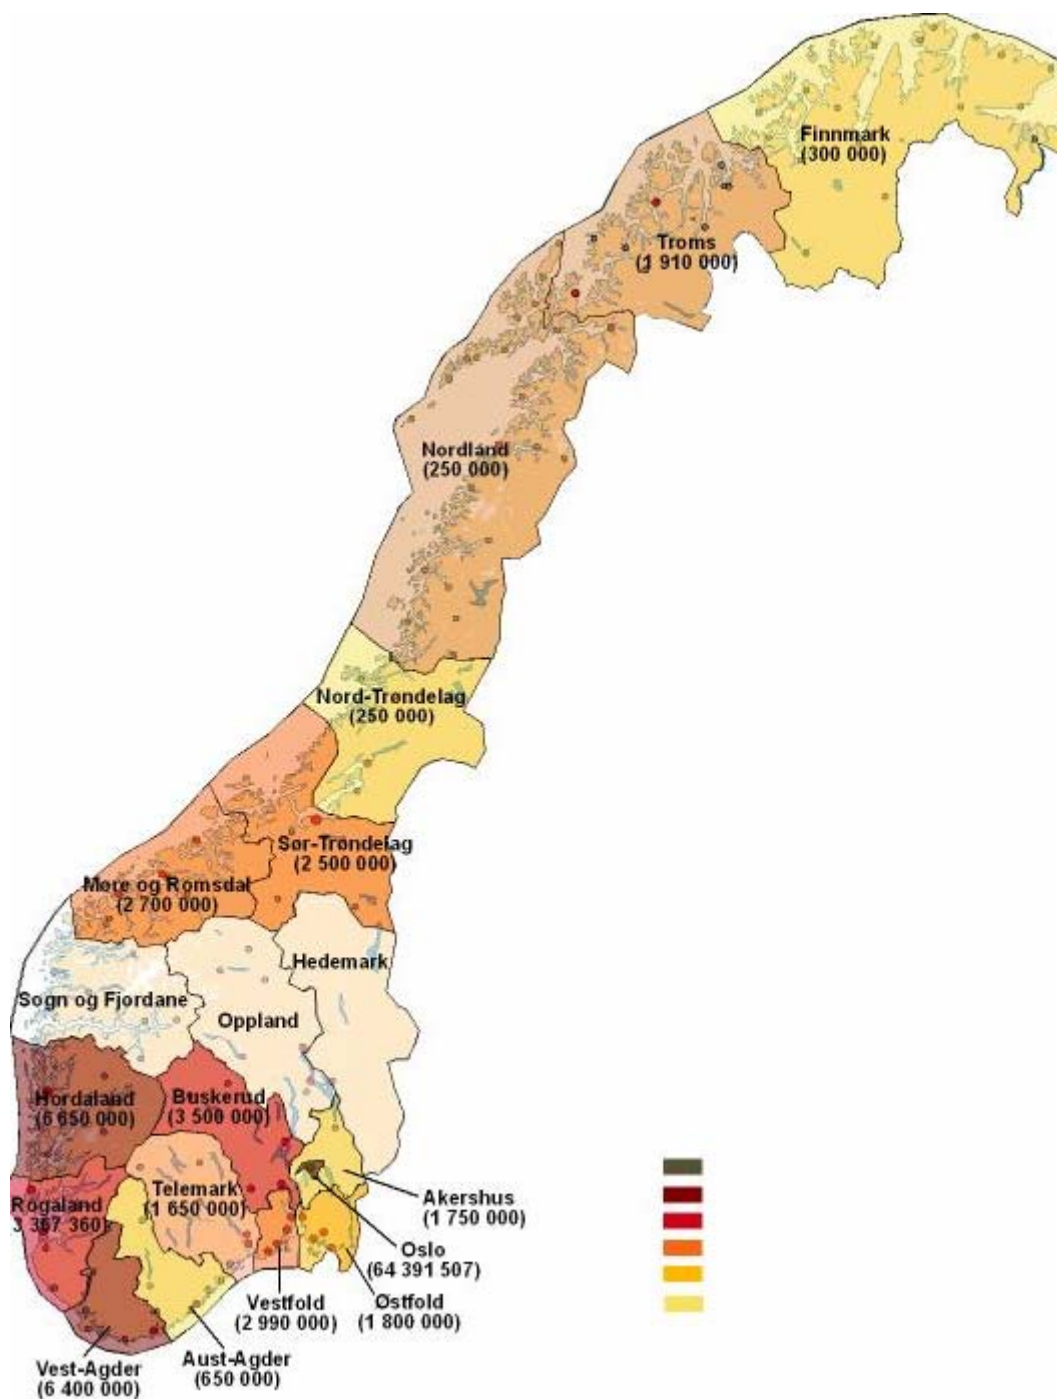 Finnmark
(300 000)
Troms
(1 910 000)
Nordland
(250 000)
Nord-Trøndelag
(250 000)
Sør-Trøndelag
(2 500 000)
Møre og Romsdal
(2 700 000)
Hedemark
Sogn og Fjordane
Oppland
Hordaland
(6 650 000)
Buskerud
(3 500 000)
Telemark
(1 650 000)
Rogaland
3 367 360)
Akershus
(1 750 000)
Oslo
(64 391 507)
Vestfold
(2 990 000)
Østfold
(1 800 000)
Aust-Agder
(650 000)
Vest-Agder
(6 400 000)